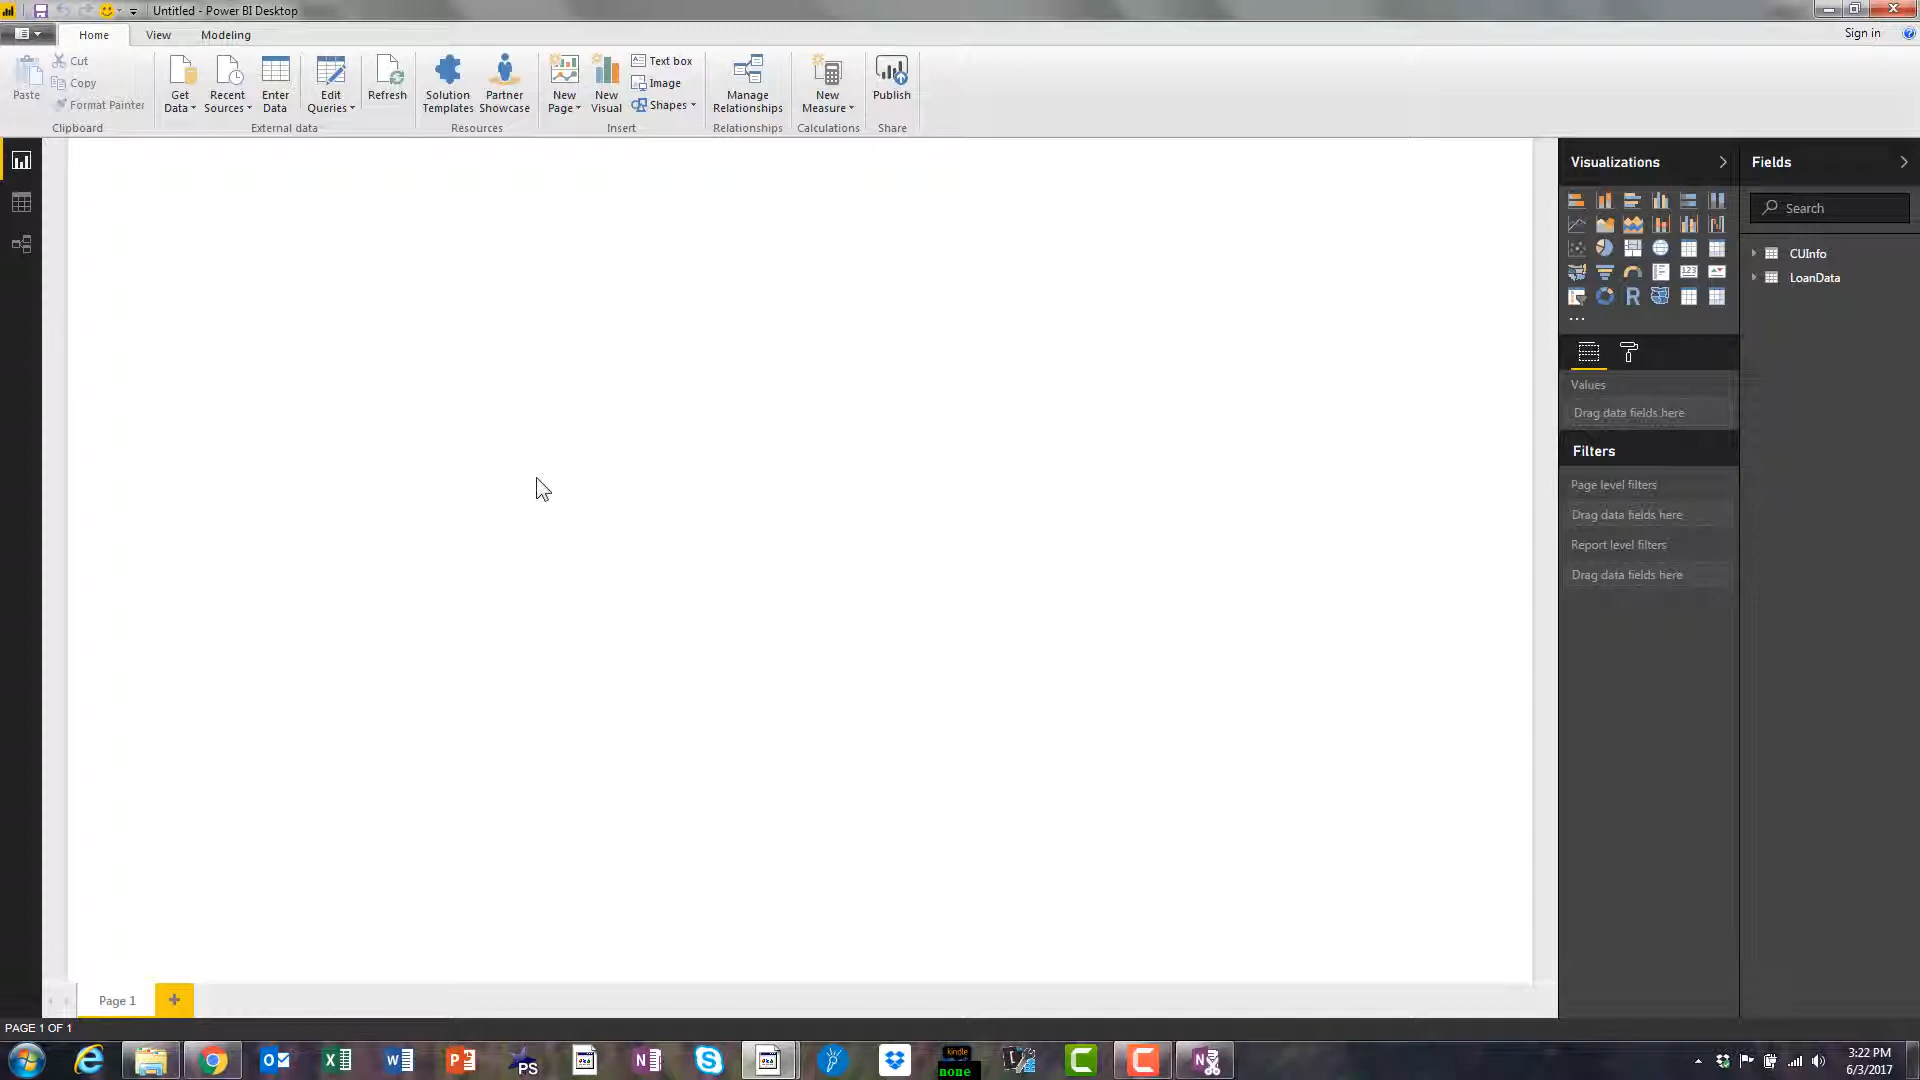 Untitled - Power BI Desktop
Home View Modeling Sign in
Paste Cut Copy Format Painter
Get Data Recent Sources Enter Data Edit Queries Refresh Solution Templates Partner Showcase New Page New Visual Text box Image Shapes Manage Relationships New Measure Publish
Clipboard External data Resources Insert Relationships Calculations Share
Visualizations Fields
Search
CUInfo
LoanData
R
123
...
Values
Drag data fields here
Filters
Page level filters
Drag data fields here
Report level filters
Drag data fields here
Page 1 +
PAGE 1 OF 1
PS
kindle
none
3:22 PM
6/3/2017